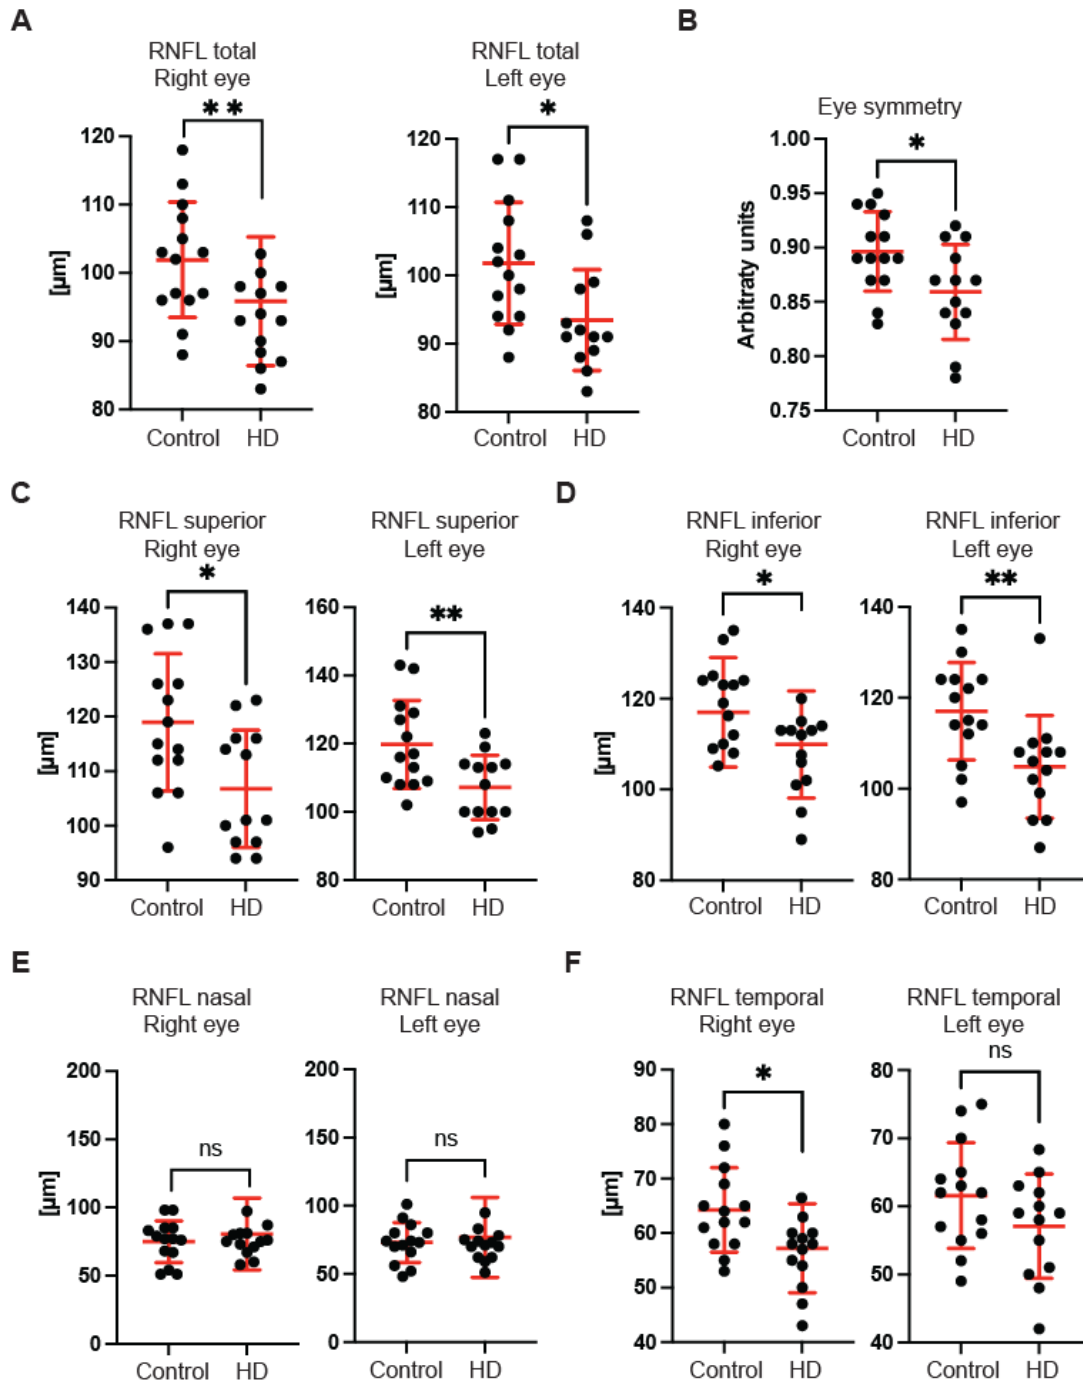 A
B
RNFL total
Right eye
RNFL total
Left eye
Eye symmetry
**
*
*
[µm]
120
110
100
90
80
Control HD
[µm]
120
110
100
90
80
Control HD
Arbitraty units
1.00
0.95
0.90
0.85
0.80
0.75
Control HD
C
D
RNFL superior
Right eye
RNFL superior
Left eye
RNFL inferior
Right eye
RNFL inferior
Left eye
*
**
*
**
[µm]
140
130
120
110
100
90
Control HD
160
140
120
100
80
Control HD
[µm]
140
120
100
80
Control HD
140
120
100
80
Control HD
E
F
RNFL nasal
Right eye
RNFL nasal
Left eye
RNFL temporal
Right eye
RNFL temporal
Left eye
ns
ns
*
ns
[µm]
200
150
100
50
0
Control HD
200
150
100
50
0
Control HD
[µm]
90
80
70
60
50
40
Control HD
80
70
60
50
40
Control HD